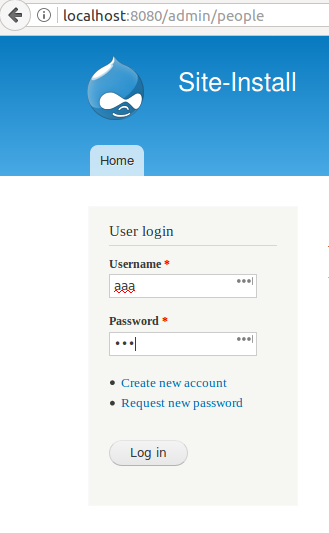 localhost:8080/admin/people
Site-Install
Home
User login
Username *
aaa
Password *
•••
Create new account
Request new password
Log in